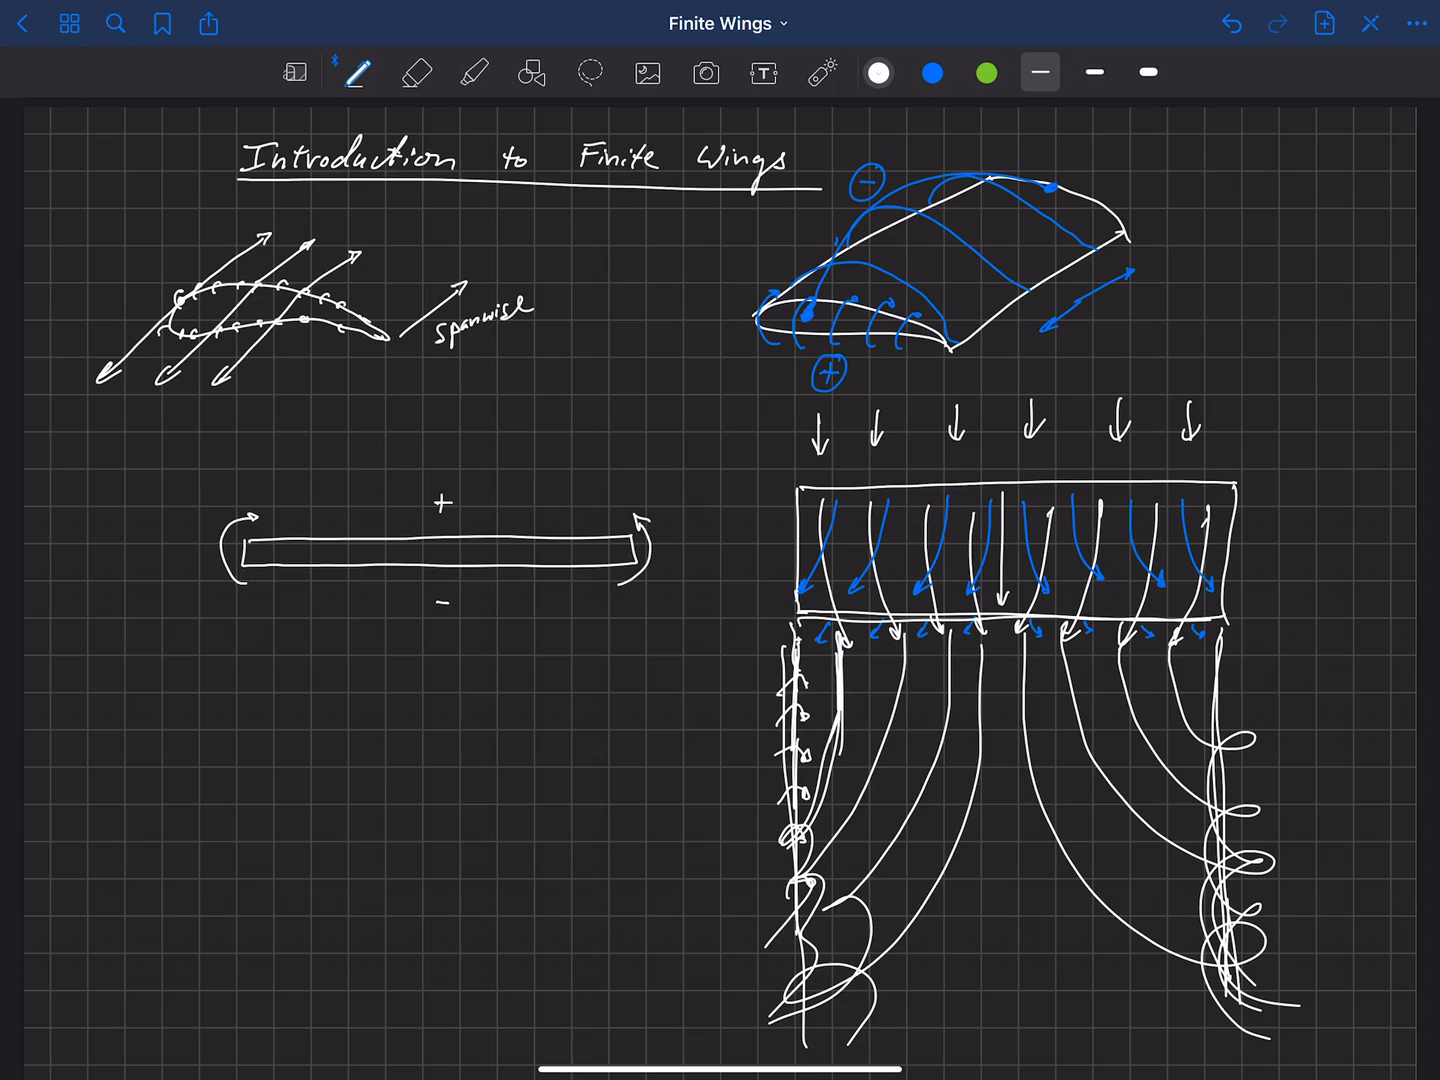 Finite Wings
T
Introduction to Finite Wings
−
spanwise
+
+
−